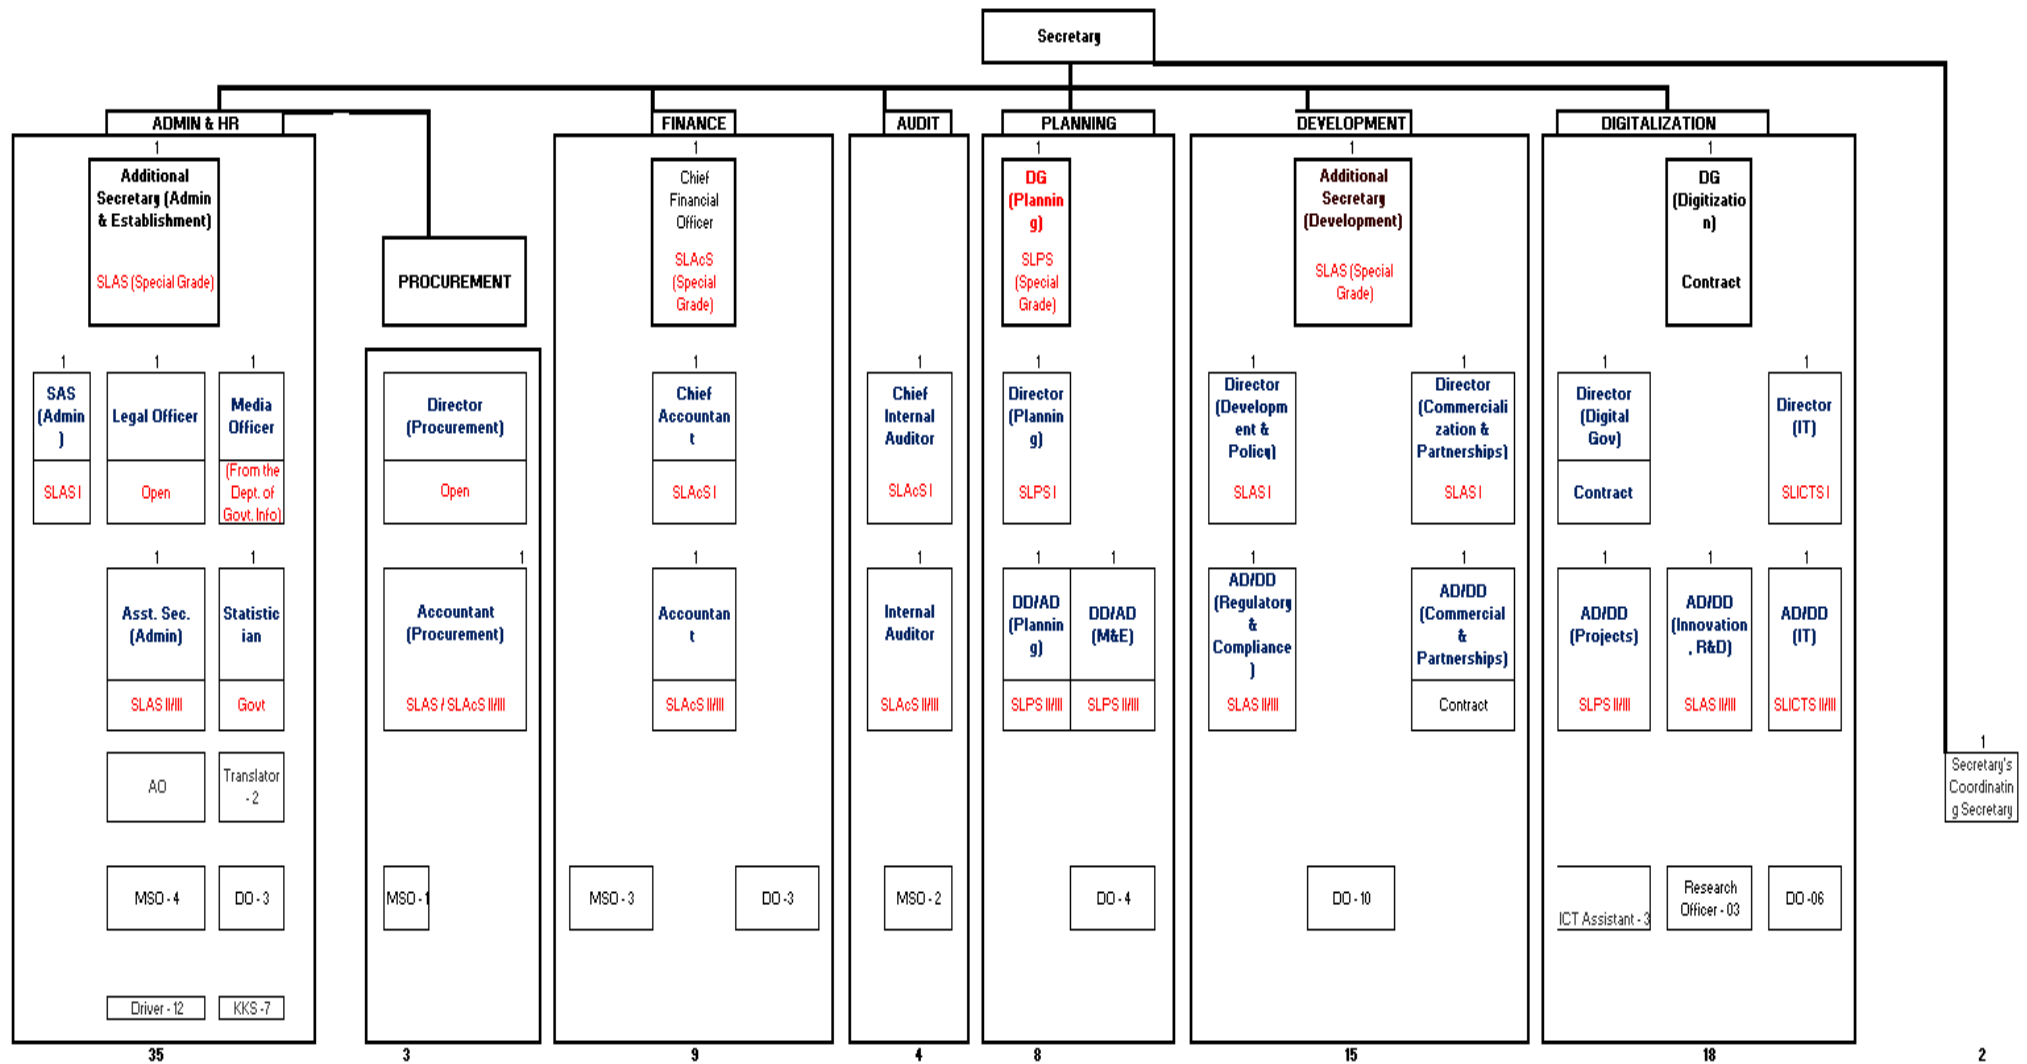 Secretary
ADMIN & HR
FINANCE
AUDIT
PLANNING
DEVELOPMENT
DIGITALIZATION
1
Additional
Secretary (Admin
& Establishment)
SLAS (Special Grade)
PROCUREMENT
1
Chief
Financial
Officer
SLAcS
(Special
Grade)
1
DG
(Plannin
g)
SLPS
(Special
Grade)
1
Additional
Secretary
(Development)
SLAS (Special
Grade)
1
DG
(Digitizatio
n)
Contract
1
SAS
(Admin
)
SLAS I
1
Legal Officer
Open
1
Media
Officer
(From the
Dept. of
Govt. Info)
Director
(Procurement)
Open
1
Chief
Accountan
t
SLAcS I
1
Chief
Internal
Auditor
SLAcS I
1
Director
(Plannin
g)
SLPS I
1
Director
(Developm
ent &
Policy)
SLAS I
1
Director
(Commerciali
zation &
Partnerships)
SLAS I
1
Director
(Digital
Gov)
Contract
1
Director
(IT)
SLICTS I
1
Asst. Sec.
(Admin)
SLAS II/III
1
Statistic
ian
Govt
1
Accountant
(Procurement)
SLAS / SLAcS II/III
1
Accountan
t
SLAcS II/III
1
Internal
Auditor
SLAcS II/III
1
DD/AD
(Plannin
g)
SLPS II/III
1
DD/AD
(M&E)
SLPS II/III
1
AD/DD
(Regulatory
&
Compliance
)
SLAS II/III
1
AD/DD
(Commercial
&
Partnerships)
Contract
1
AD/DD
(Projects)
SLPS II/III
1
AD/DD
(Innovation
, R&D)
SLAS II/III
1
AD/DD
(IT)
SLICTS II/III
AO
Translator
- 2
1
Secretary's
Coordinatin
g Secretary
MSO - 4
DO - 3
MSO - 1
MSO - 3
DO - 3
MSO - 2
DO - 4
DO - 10
ICT Assistant - 3
Research
Officer - 03
DO -06
Driver - 12
KKS -7
35
3
9
4
8
15
18
2